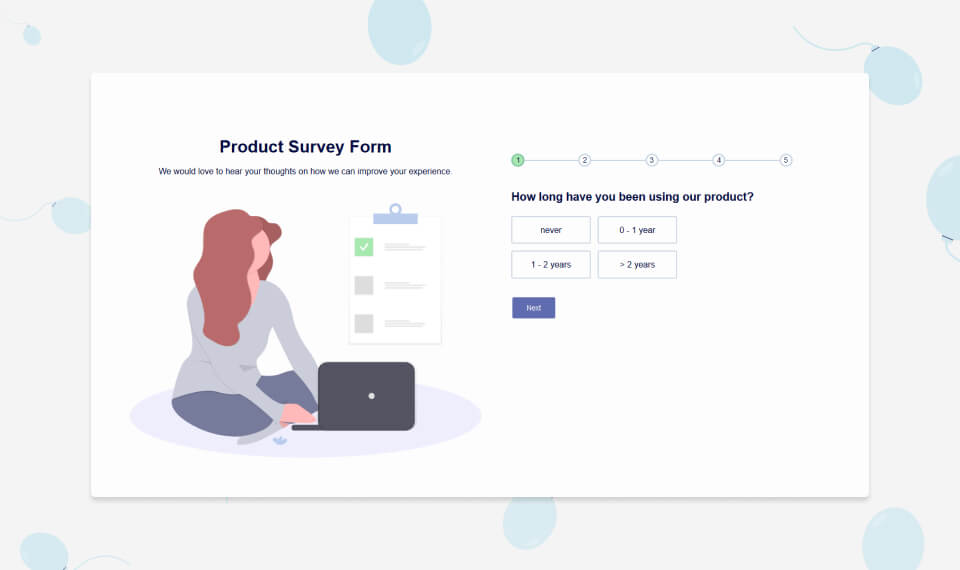 Product Survey Form
We would love to hear your thoughts on how we can improve your experience.
1 2 3 4 5
How long have you been using our product?
never 0 - 1 year
1 - 2 years > 2 years
Next